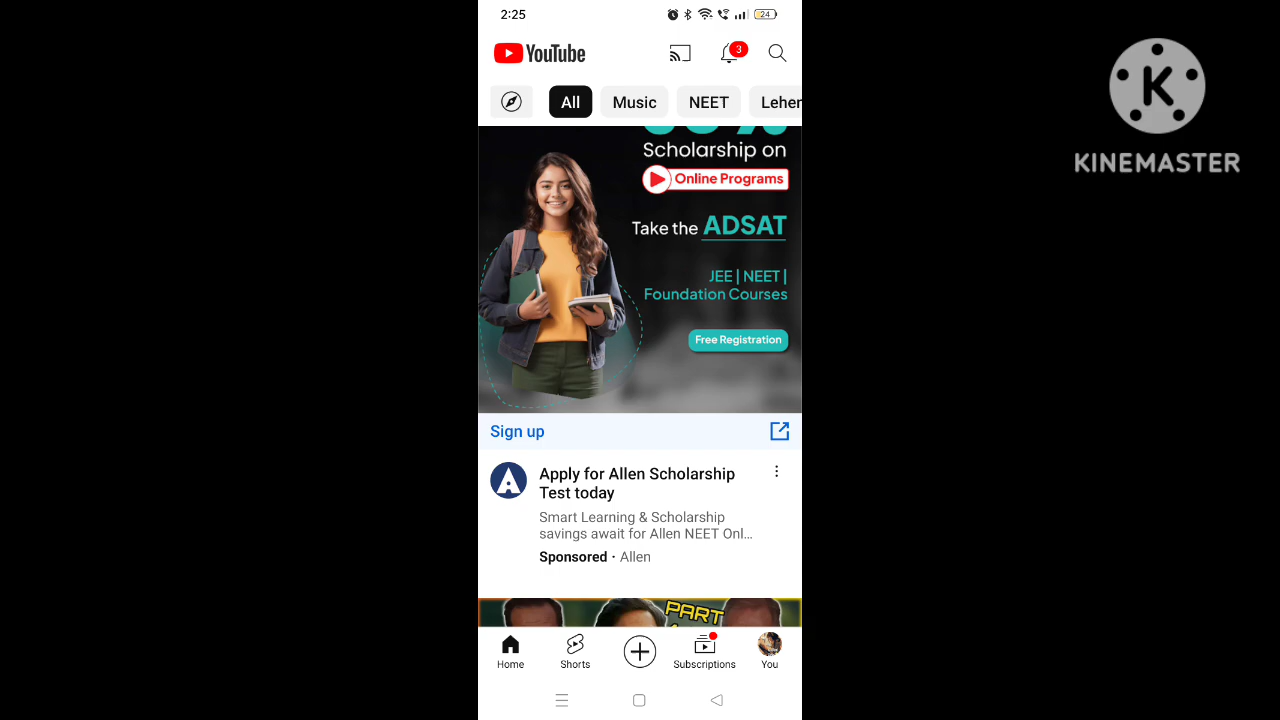 2:25
24
YouTube
3
All
Music
NEET
Leher
Scholarship on
Online Programs
Take the ADSAT
JEE | NEET |
Foundation Courses
Free Registration
Sign up
Apply for Allen Scholarship
Test today
Smart Learning & Scholarship
savings await for Allen NEET Onl...
Sponsored · Allen
PART
Home
Shorts
Subscriptions
You
K
KINEMASTER